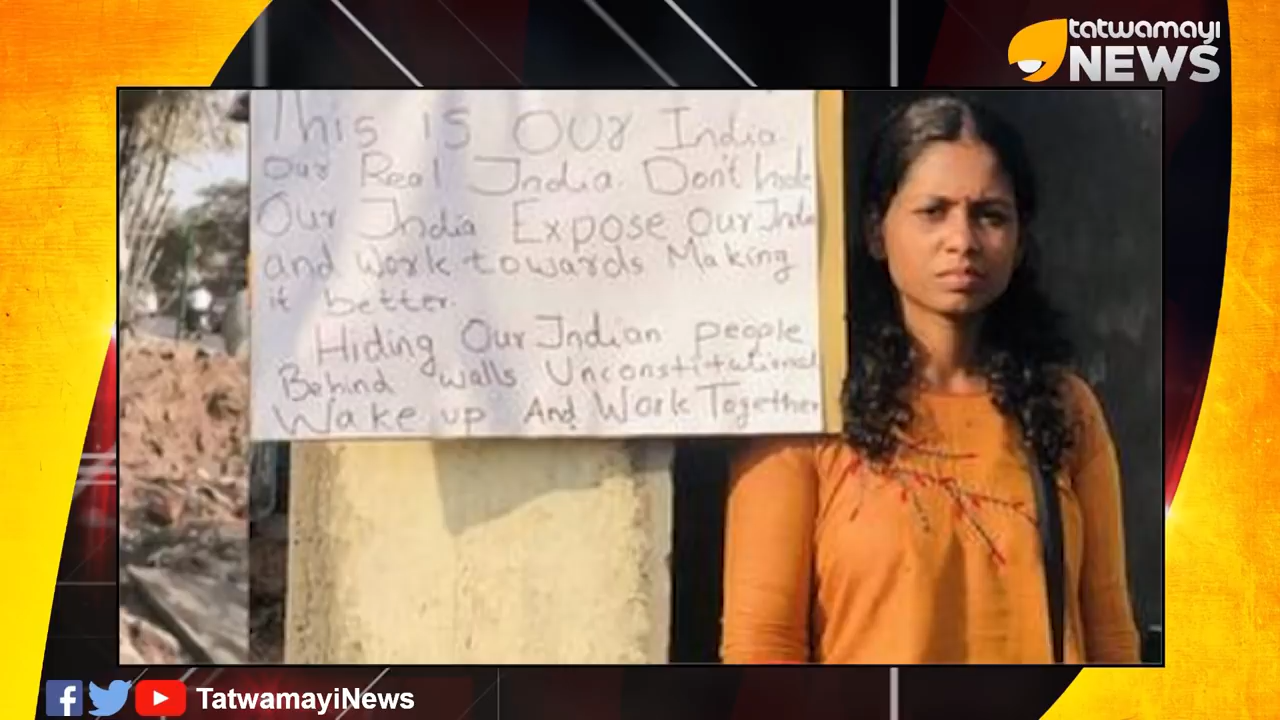 tatwamayi
NEWS
This is our India
our Real India. Don't hide
Our India Expose our India
and work towards Making
it better.
Hiding Our Indian people
Behind walls Unconstitutional
Wake up And Work Together
TatwamayiNews